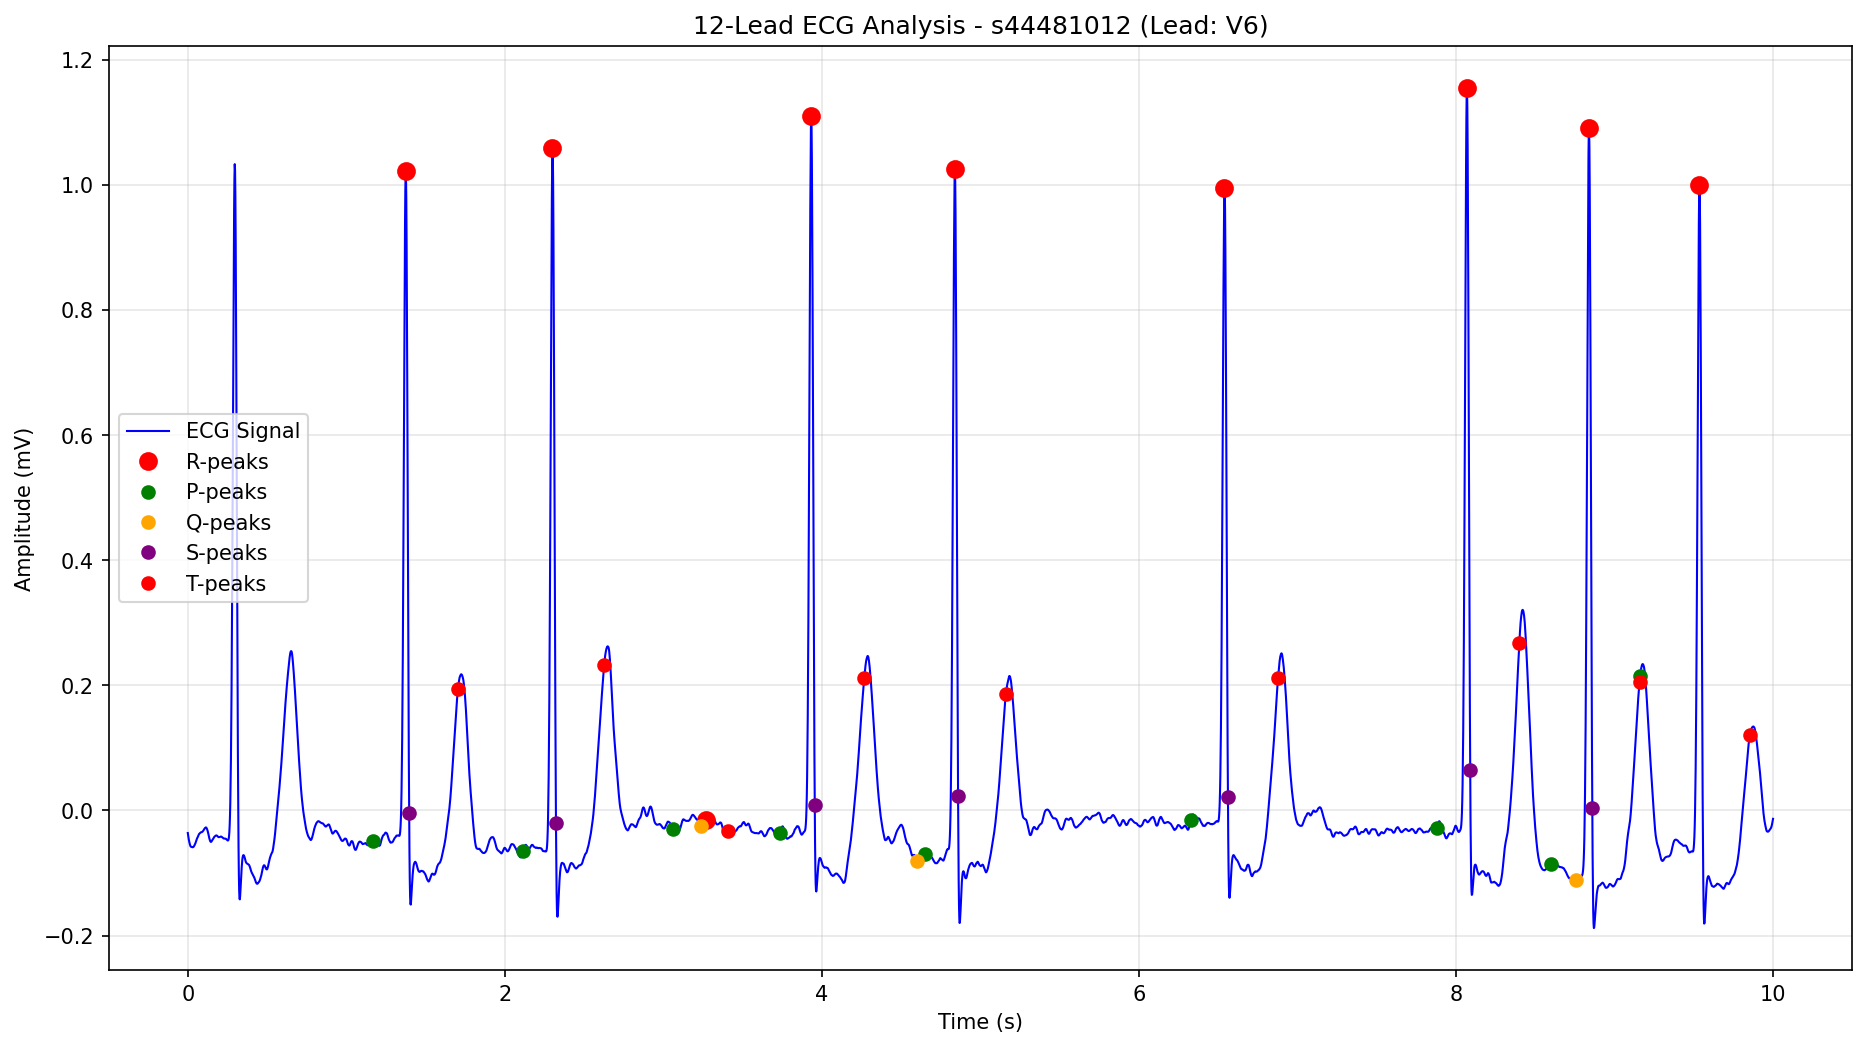 12-Lead ECG Analysis - s44481012 (Lead: V6)
Amplitude (mV)
1.2
1.0
0.8
0.6
0.4
0.2
0.0
−0.2
ECG Signal
R-peaks
P-peaks
Q-peaks
S-peaks
T-peaks
0 2 4 6 8 10
Time (s)